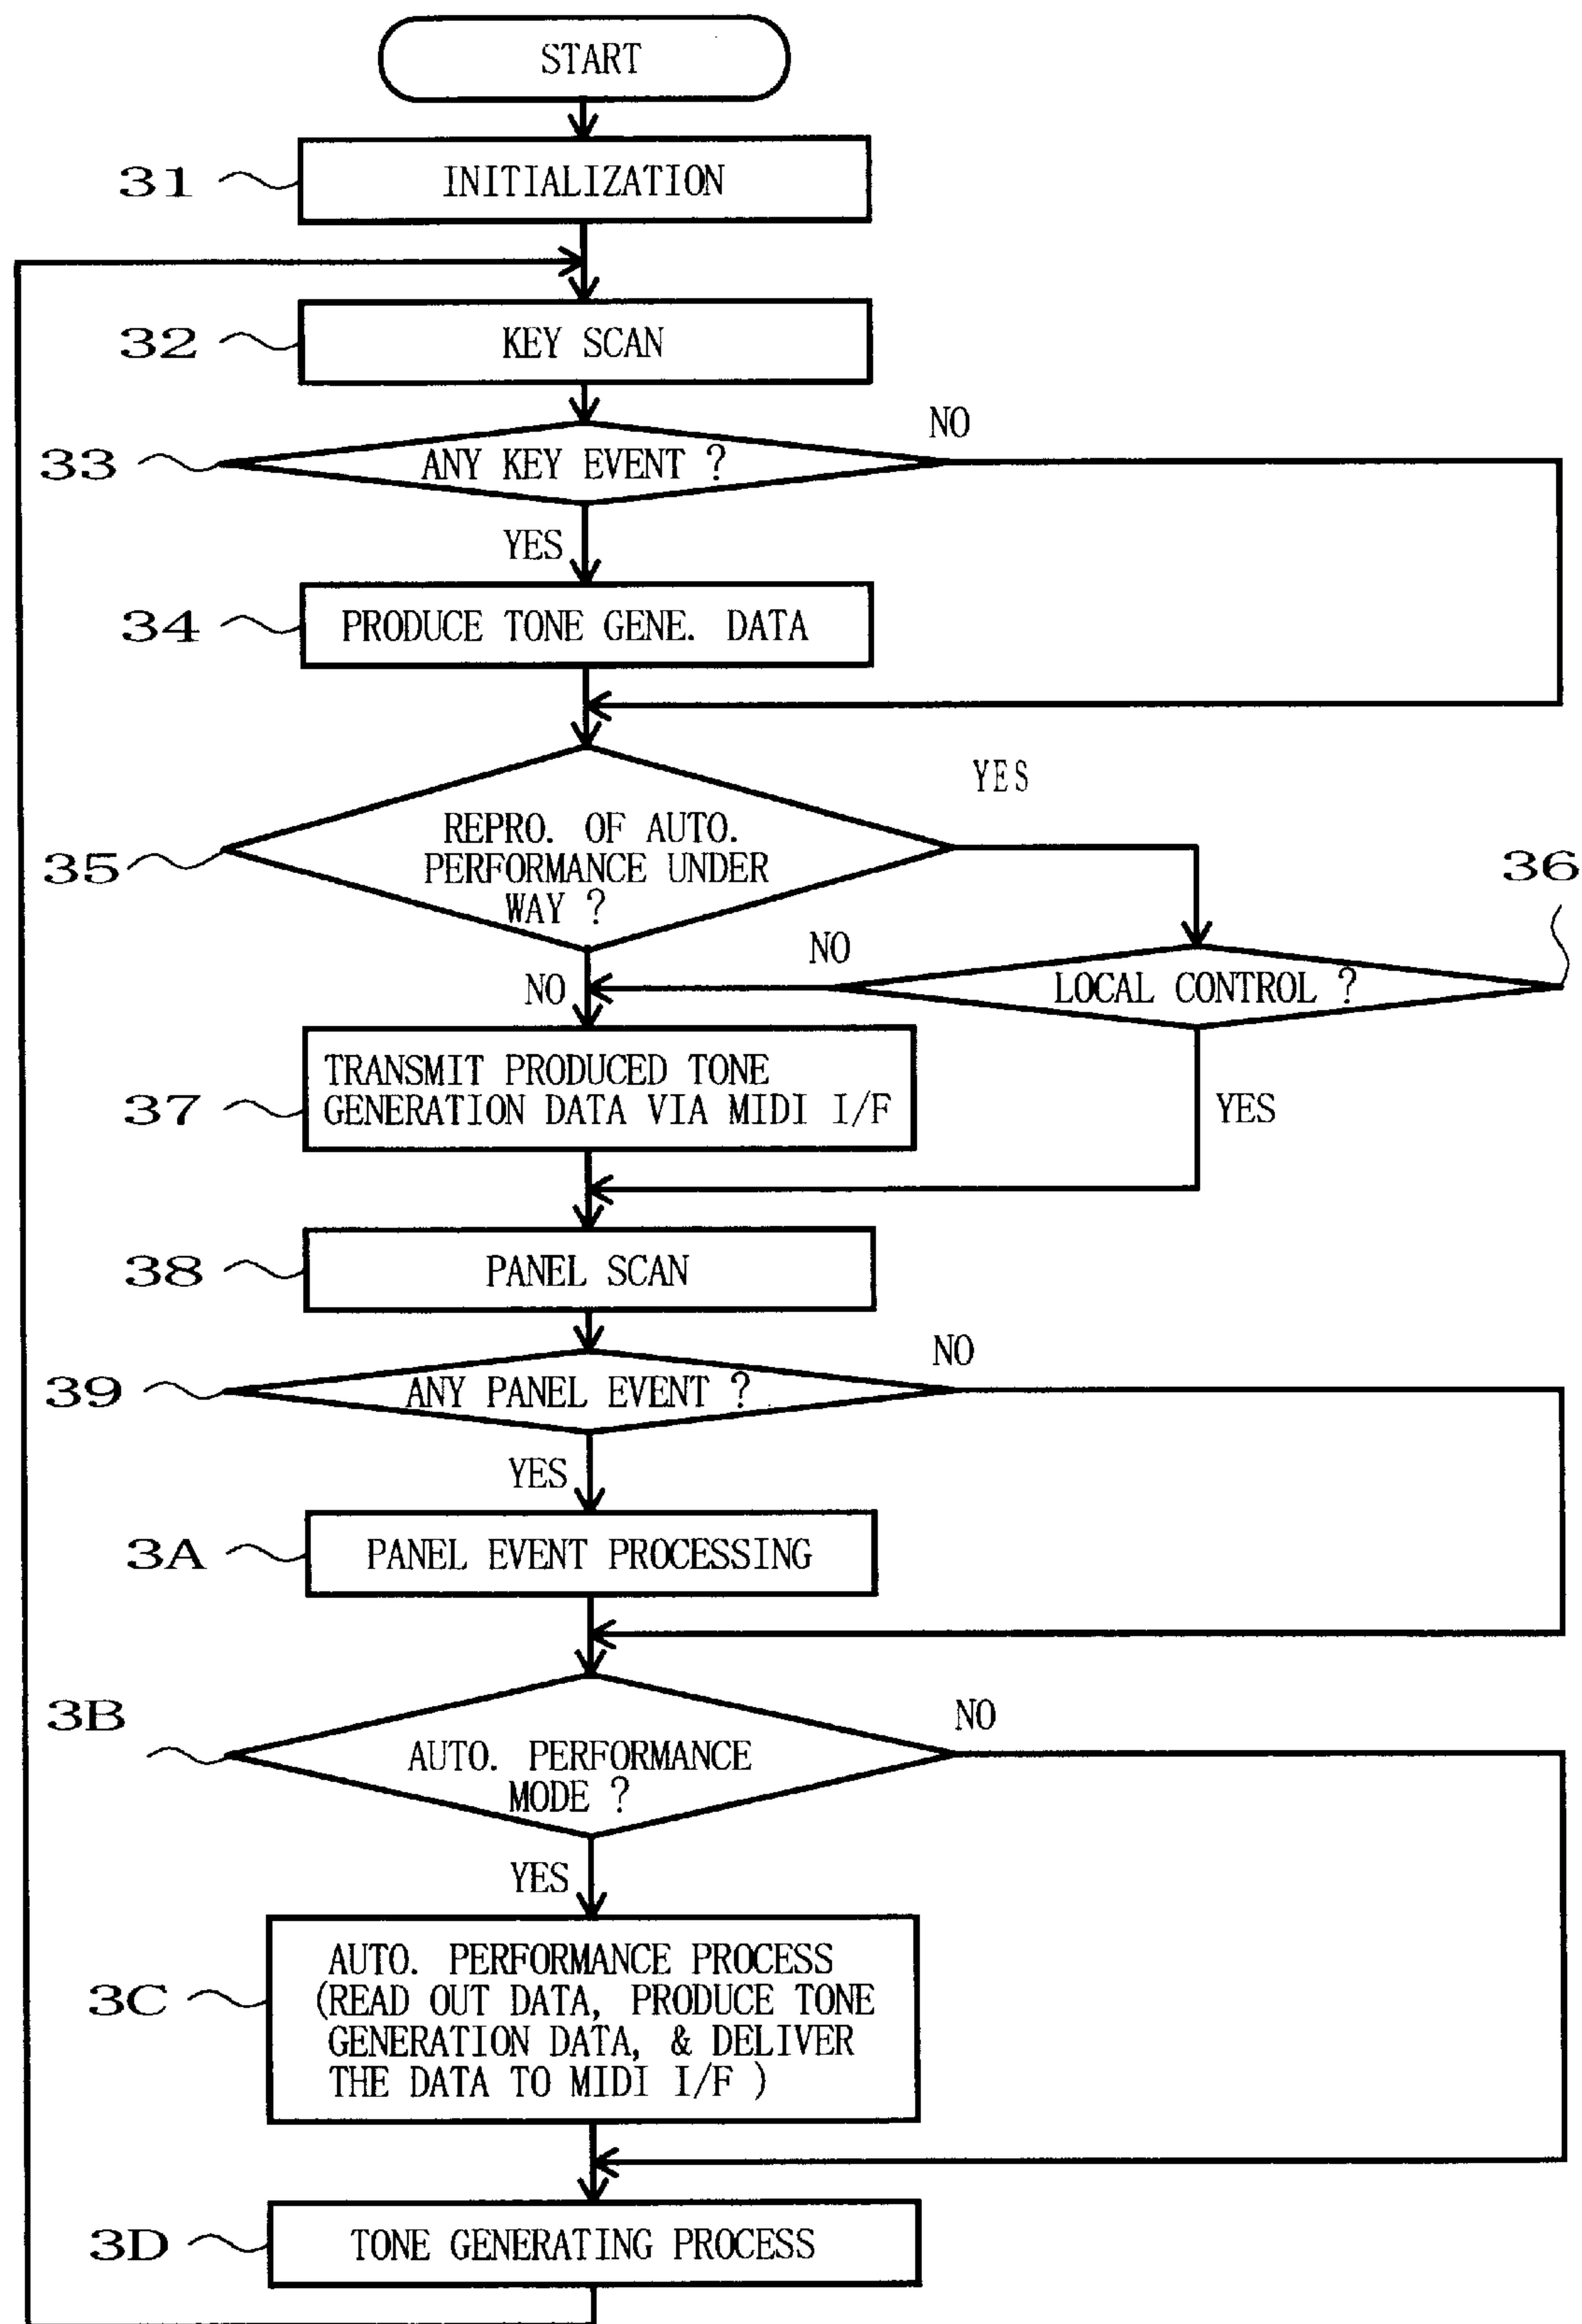 START
31
INITIALIZATION
32
KEY SCAN
NO
33
ANY KEY EVENT ?
YES
34
PRODUCE TONE GENE. DATA
YES
35
REPRO. OF AUTO.
PERFORMANCE UNDER
WAY ?
36
NO
NO
LOCAL CONTROL ?
37
TRANSMIT PRODUCED TONE
GENERATION DATA VIA MIDI I/F
YES
38
PANEL SCAN
NO
39
ANY PANEL EVENT ?
YES
3A
PANEL EVENT PROCESSING
3B
NO
AUTO. PERFORMANCE
MODE ?
YES
3C
AUTO. PERFORMANCE PROCESS
(READ OUT DATA, PRODUCE TONE
GENERATION DATA, & DELIVER
THE DATA TO MIDI I/F )
3D
TONE GENERATING PROCESS